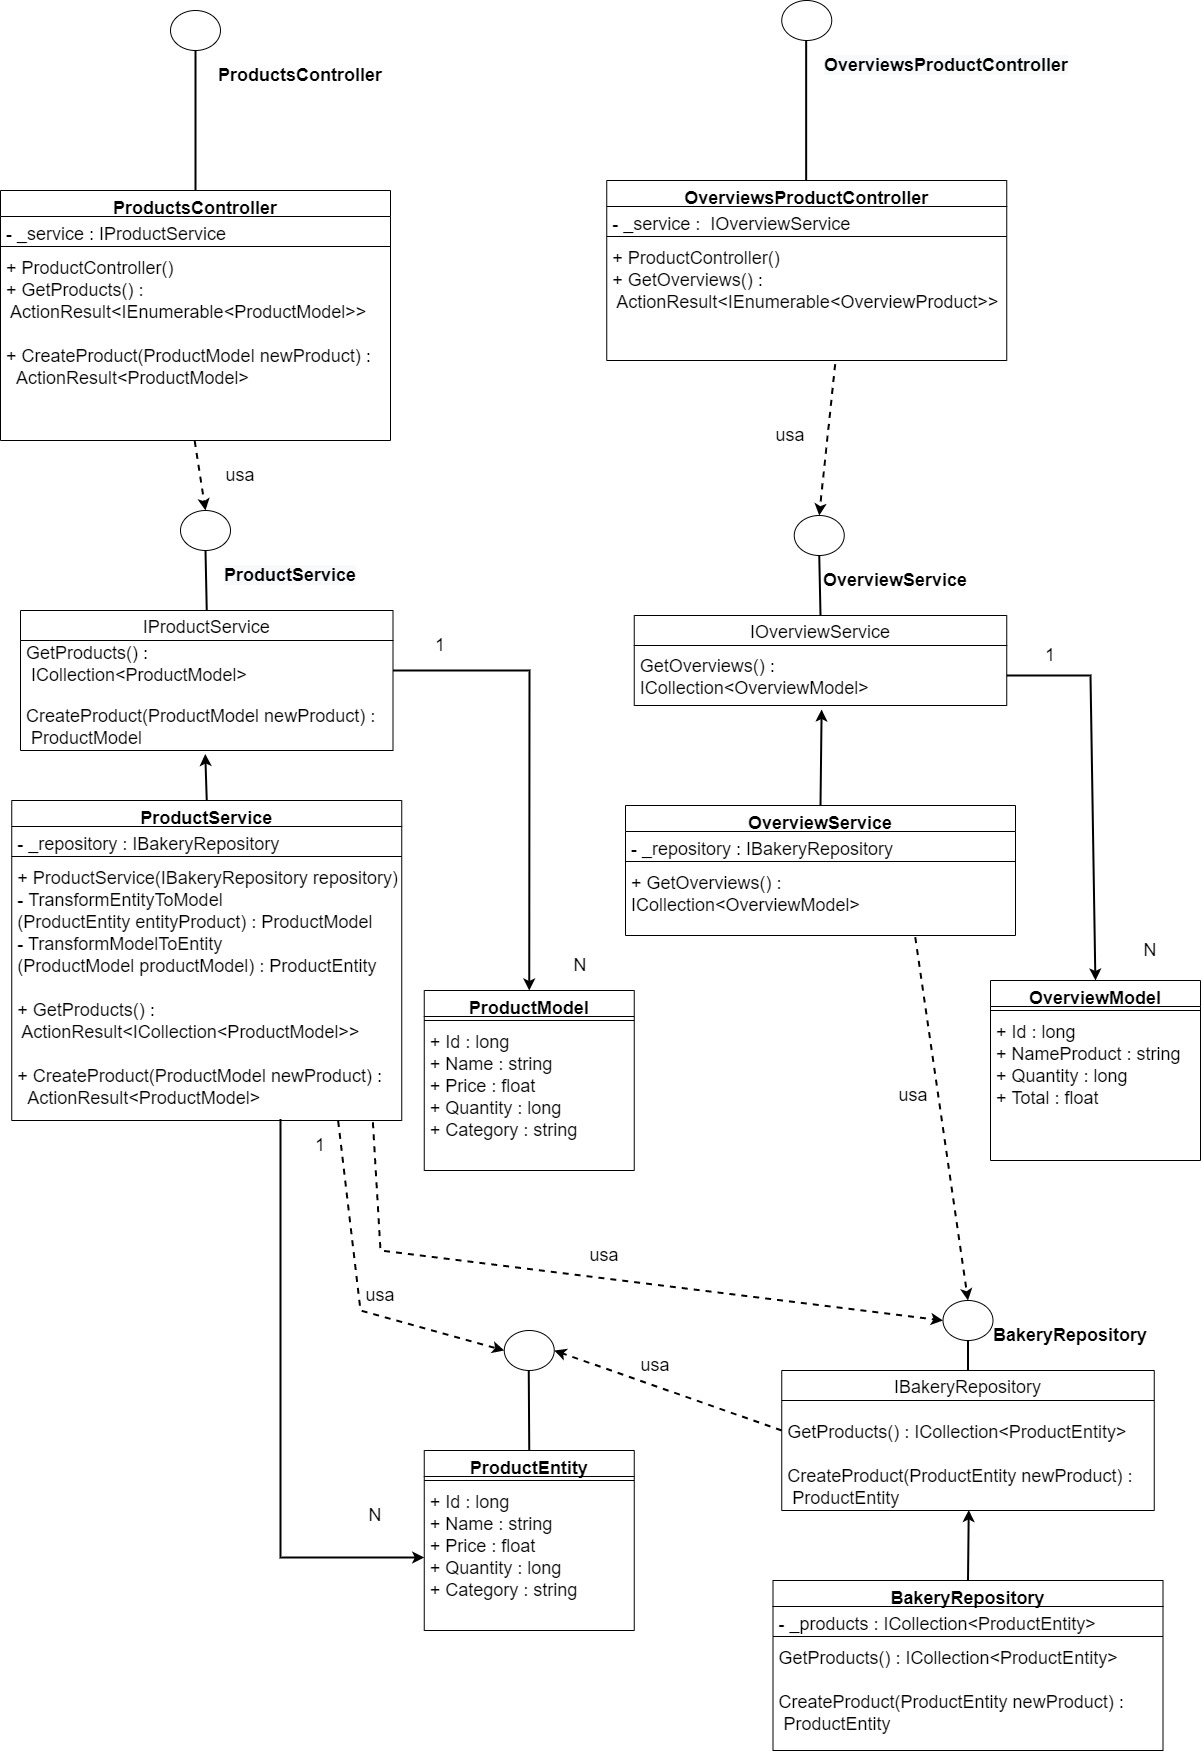 ProductsController
OverviewsProductController
ProductsController
- _service : IProductService
+ ProductController()
+ GetProducts() :
ActionResult<IEnumerable<ProductModel>>
+ CreateProduct(ProductModel newProduct) :
ActionResult<ProductModel>
OverviewsProductController
- _service :  IOverviewService
+ ProductController()
+ GetOverviews() :
ActionResult<IEnumerable<OverviewProduct>>
usa
usa
ProductService
OverviewService
IProductService
GetProducts() :
ICollection<ProductModel>
CreateProduct(ProductModel newProduct) :
ProductModel
1
IOverviewService
GetOverviews() :
ICollection<OverviewModel>
1
ProductService
- _repository : IBakeryRepository
+ ProductService(IBakeryRepository repository)
- TransformEntityToModel
(ProductEntity entityProduct) : ProductModel
- TransformModelToEntity
(ProductModel productModel) : ProductEntity
+ GetProducts() :
ActionResult<ICollection<ProductModel>>
+ CreateProduct(ProductModel newProduct) :
ActionResult<ProductModel>
OverviewService
- _repository : IBakeryRepository
+ GetOverviews() :
ICollection<OverviewModel>
N
N
ProductModel
+ Id : long
+ Name : string
+ Price : float
+ Quantity : long
+ Category : string
OverviewModel
+ Id : long
+ NameProduct : string
+ Quantity : long
+ Total : float
usa
1
usa
usa
BakeryRepository
usa
IBakeryRepository
GetProducts() : ICollection<ProductEntity>
CreateProduct(ProductEntity newProduct) :
ProductEntity
N
ProductEntity
+ Id : long
+ Name : string
+ Price : float
+ Quantity : long
+ Category : string
BakeryRepository
- _products : ICollection<ProductEntity>
GetProducts() : ICollection<ProductEntity>
CreateProduct(ProductEntity newProduct) :
ProductEntity